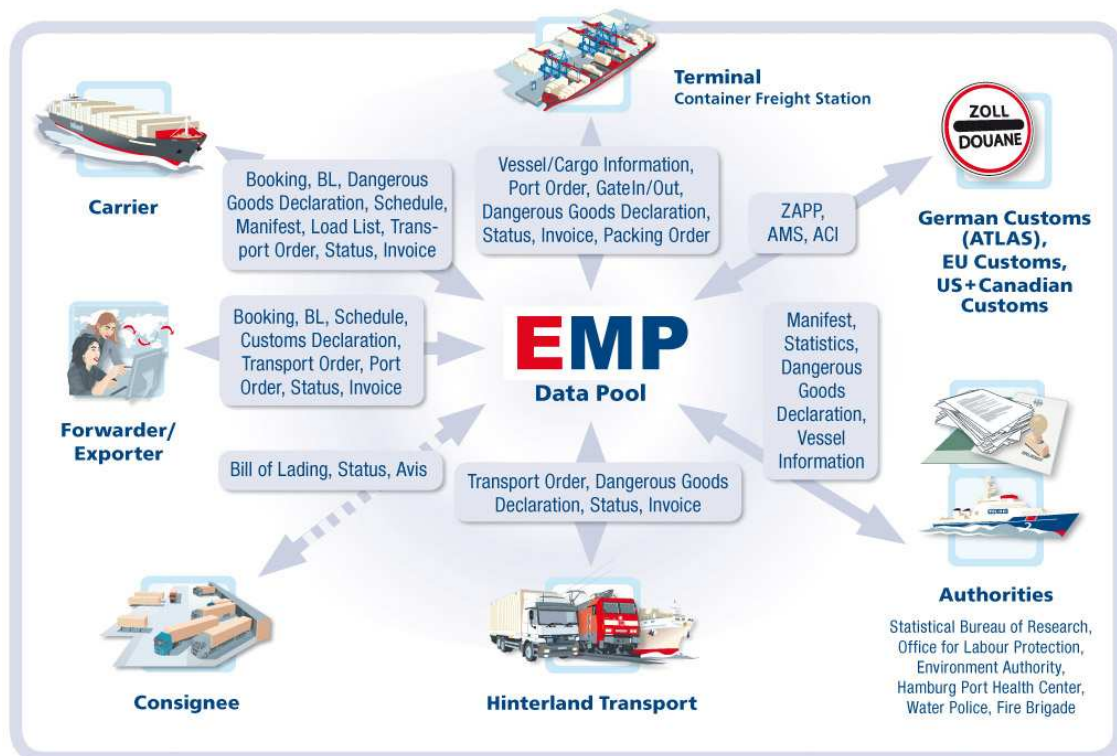 Terminal
Container Freight Station
ZOLL
DOUANE
Carrier
Booking, BL, Dangerous
Goods Declaration, Schedule,
Manifest, Load List, Trans-
port Order, Status, Invoice
Vessel/Cargo Information,
Port Order, GateIn/Out,
Dangerous Goods Declaration,
Status, Invoice, Packing Order
ZAPP,
AMS, ACI
German Customs
(ATLAS),
EU Customs,
US+Canadian
Customs
Forwarder/
Exporter
Booking, BL, Schedule,
Customs Declaration,
Transport Order, Port
Order, Status, Invoice
EMP
Data Pool
Manifest,
Statistics,
Dangerous
Goods
Declaration,
Vessel
Information
Bill of Lading, Status, Avis
Transport Order, Dangerous Goods
Declaration, Status, Invoice
Consignee
Hinterland Transport
Authorities
Statistical Bureau of Research,
Office for Labour Protection,
Environment Authority,
Hamburg Port Health Center,
Water Police, Fire Brigade